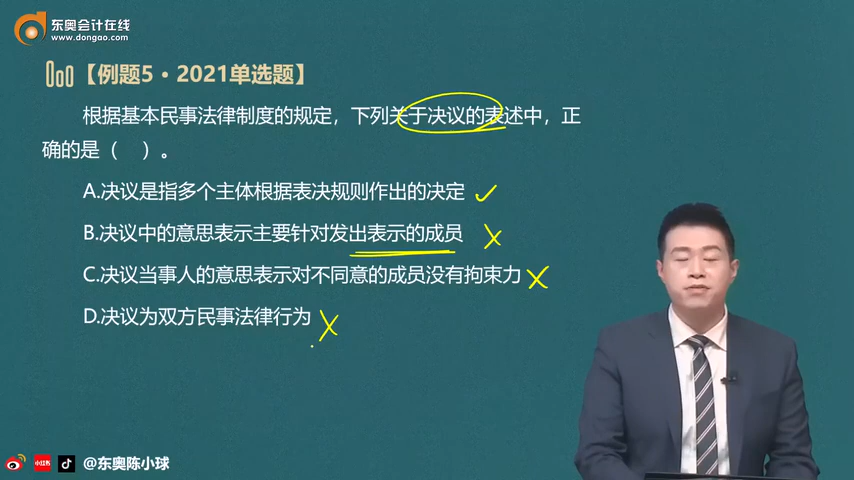 东奥会计在线
www.dongao.com
【例题5·2021单选题】
根据基本民事法律制度的规定，下列关于决议的表述中，正
确的是（ ）。
A.决议是指多个主体根据表决规则作出的决定
B.决议中的意思表示主要针对发出表示的成员
C.决议当事人的意思表示对不同意的成员没有拘束力
D.决议为双方民事法律行为
小红书
@东奥陈小球